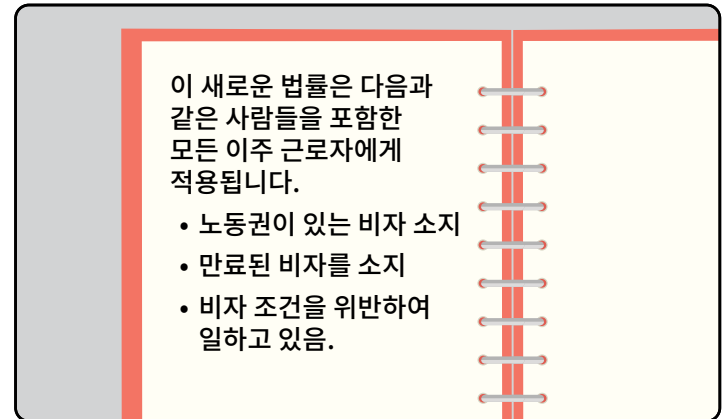 이 새로운 법률은 다음과
같은 사람들을 포함한
모든 이주 근로자에게
적용됩니다.
• 노동권이 있는 비자 소지
• 만료된 비자를 소지
• 비자 조건을 위반하여
일하고 있음.